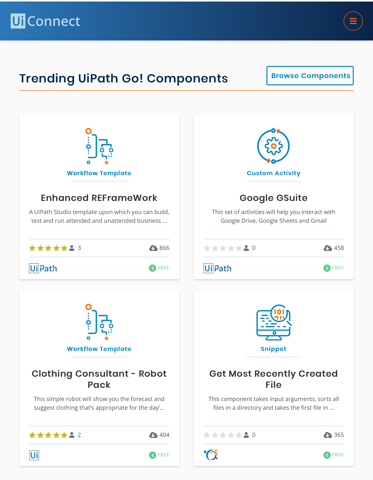 UiConnect
Trending UiPath Go! Components
Browse Components
Workflow Template
Enhanced REFrameWork
A UiPath Studio template upon which you can build,
test and run attended and unattended business ...
3
866
UiPath
FREE
Custom Activity
Google GSuite
This set of activities will help you interact with
Google Drive, Google Sheets and Gmail
0
458
UiPath
FREE
Workflow Template
Clothing Consultant - Robot
Pack
This simple robot will show you the forecast and
suggest clothing that's appropriate for the day'...
2
404
Ui
FREE
Snippet
Get Most Recently Created
File
This component takes input arguments, sorts all
files in a directory and takes the first file in ...
0
365
FREE